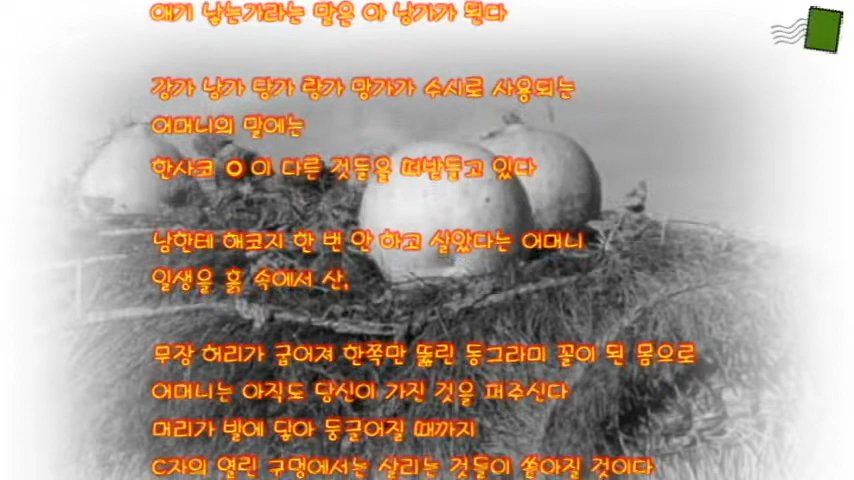 애기 낳는가라는 말은 아 낭가가 된다
강가 낭가 당가 랑가 망가가 수시로 사용되는
어머니의 말에는
한사코 ㅇ이 다른 것들을 떠받들고 있다
남한테 해코지 한 번 안 하고 살았다는 어머니
일생을 흙 속에서 산,
무장 허리가 굽어져 한쪽만 뚫린 동그라미 꼴이 된 몸으로
어머니는 아직도 당신이 가진 것을 퍼주신다
머리가 발에 닿아 둥글어질 때까지
C자의 열린 구멍에서는 살리는 것들이 쏟아질 것이다